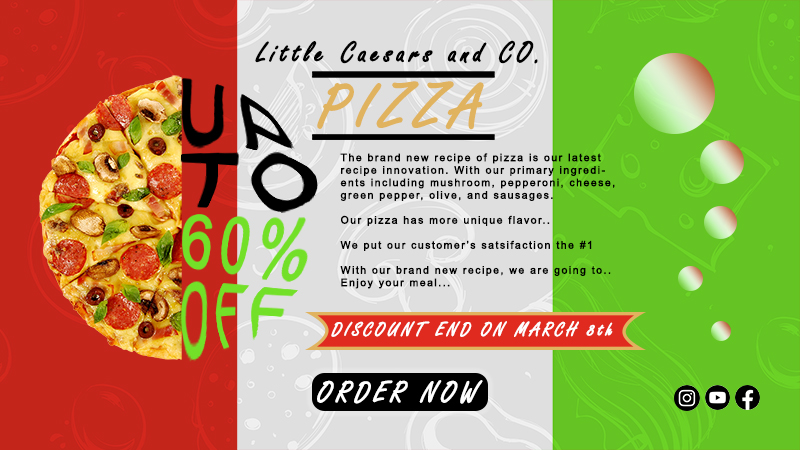 Little Caesars and CO.
PIZZA
UP
TO
60%
OFF
The brand new recipe of pizza is our latest
recipe innovation. With our primary ingredi-
ents including mushroom, pepperoni, cheese,
green pepper, olive, and sausages.
Our pizza has more unique flavor..
We put our customer's satsifaction the #1
With our brand new recipe, we are going to..
Enjoy your meal...
DISCOUNT END ON MARCH 8th
ORDER NOW